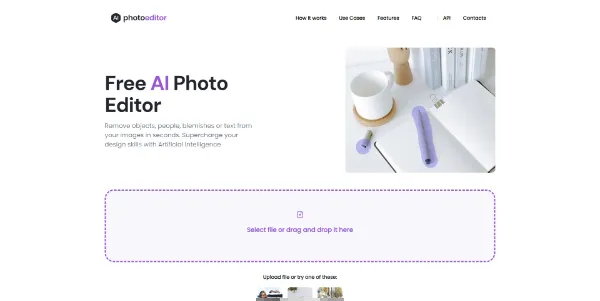 AI photoeditor
How it works Use Cases Features FAQ API Contacts
Free AI Photo
Editor
Remove objects, people, blemishes or text from
your images in seconds. Supercharge your
design skills with Artificial Intelligence
Select file or drag and drop it here
Upload file or try one of these: